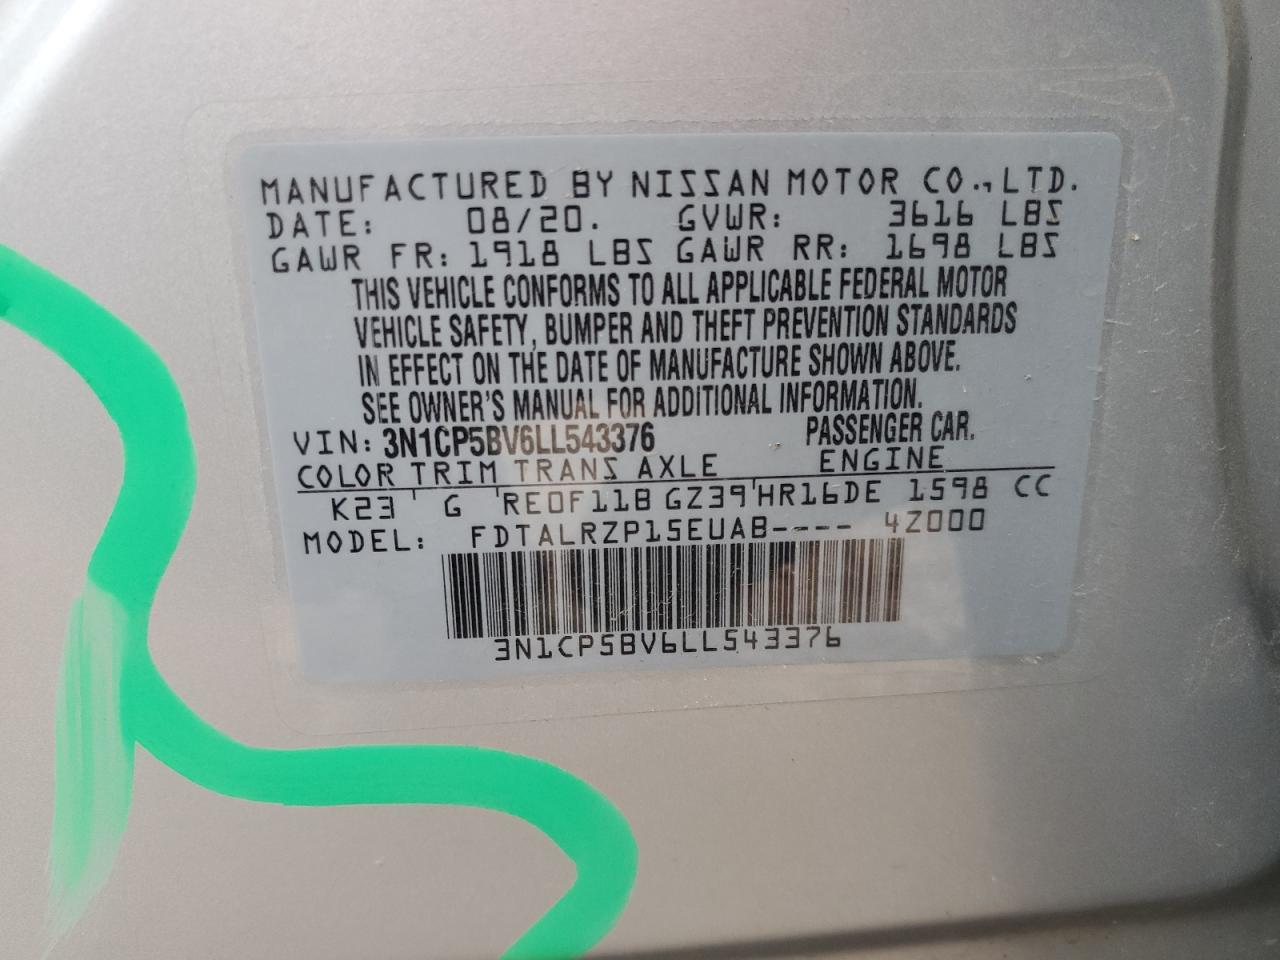 MANUFACTURED BY NISSAN MOTOR CO., LTD.
DATE: 08/20. GVWR: 3616 LBS
GAWR FR: 1918 LBS GAWR RR: 1698 LBS
THIS VEHICLE CONFORMS TO ALL APPLICABLE FEDERAL MOTOR
VEHICLE SAFETY, BUMPER AND THEFT PREVENTION STANDARDS
IN EFFECT ON THE DATE OF MANUFACTURE SHOWN ABOVE.
SEE OWNER'S MANUAL FOR ADDITIONAL INFORMATION.
VIN: 3N1CP5BV6LL543376 PASSENGER CAR.
COLOR TRIM TRANS AXLE ENGINE
K23 G RE0F11B GZ39 HR16DE 1598 CC
MODEL: FDTALRZP15EUAB---- 4Z000
3N1CP5BV6LL543376